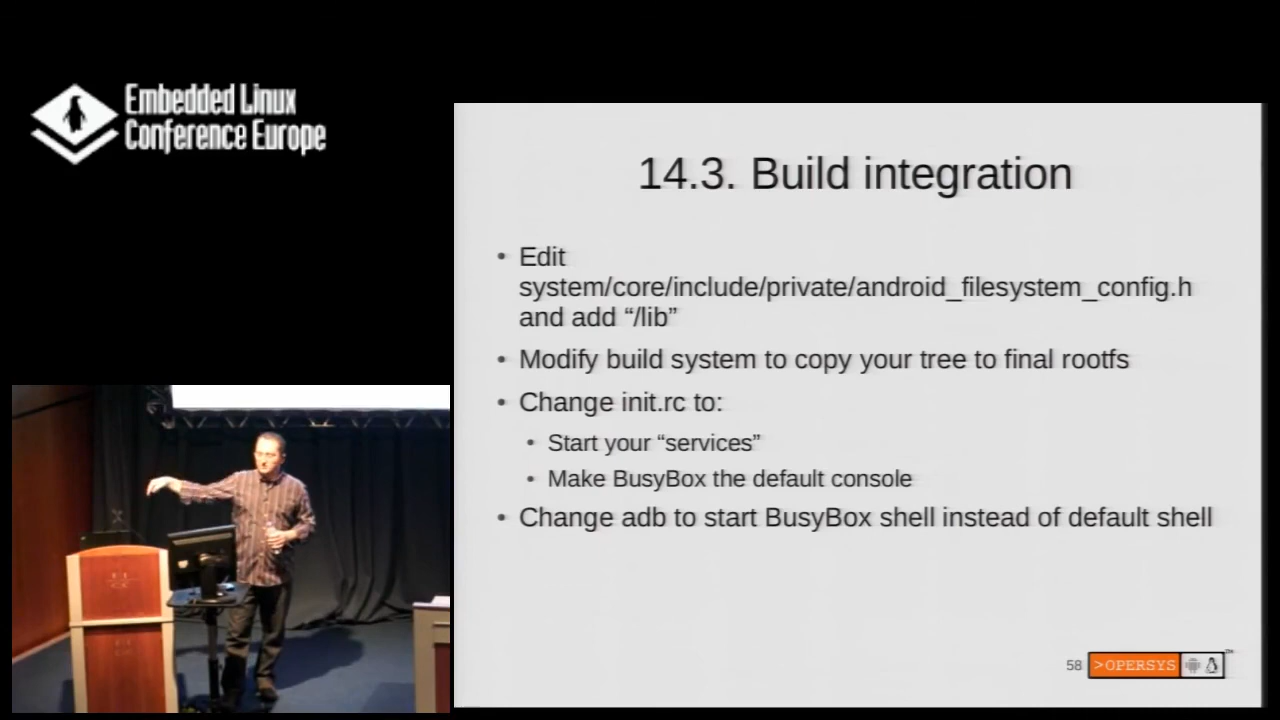 Embedded Linux
Conference Europe
14.3. Build integration
• Edit
system/core/include/private/android_filesystem_config.h
and add “/lib”
• Modify build system to copy your tree to final rootfs
• Change init.rc to:
• Start your “services”
• Make BusyBox the default console
• Change adb to start BusyBox shell instead of default shell
58
>OPERSYS
TM